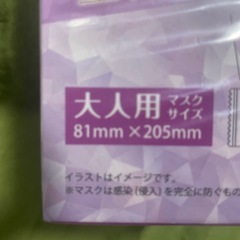 大人用 マスクサイズ
81mm×205mm
イラストはイメージです。
※マスクは感染(侵入)を完全に防ぐもの